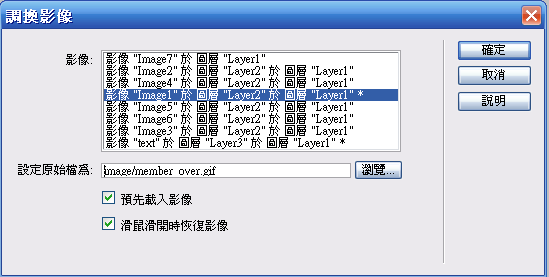 調換影像
影像:
影像 "Image7" 於 圖層 "Layer1"
影像 "Image2" 於 圖層 "Layer2" 於 圖層 "Layer1"
影像 "Image4" 於 圖層 "Layer2" 於 圖層 "Layer1"
影像 "Image1" 於 圖層 "Layer2" 於 圖層 "Layer1" *
影像 "Image5" 於 圖層 "Layer2" 於 圖層 "Layer1"
影像 "Image6" 於 圖層 "Layer2" 於 圖層 "Layer1"
影像 "Image3" 於 圖層 "Layer2" 於 圖層 "Layer1"
影像 "text" 於 圖層 "Layer3" 於 圖層 "Layer1" *
設定原始檔為: image/member_over.gif 瀏覽...
預先載入影像
滑鼠滑開時恢復影像
確定
取消
說明